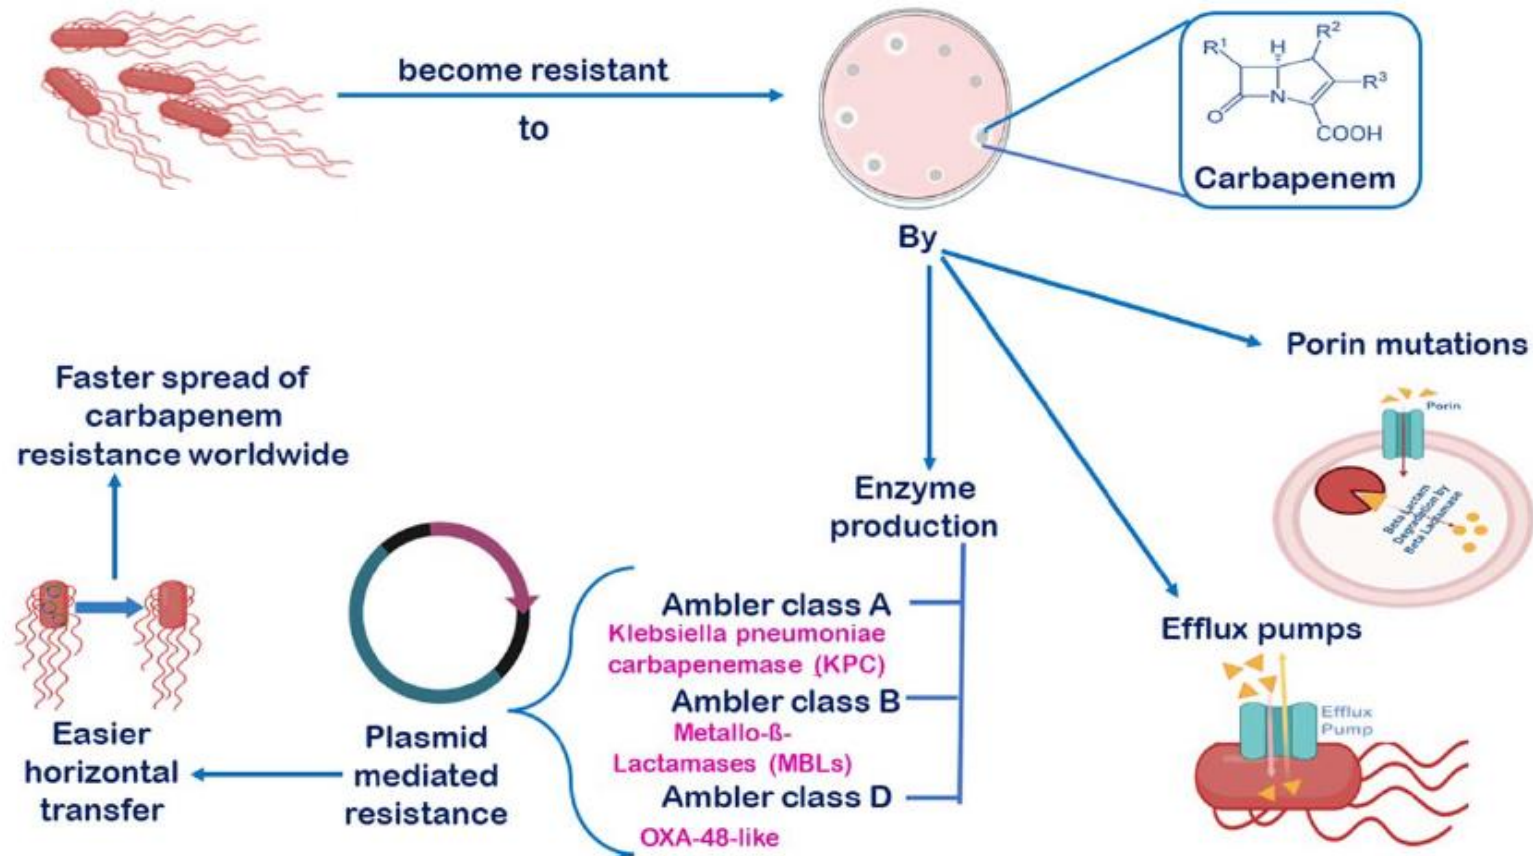 become resistant
to
R¹
H
R²
R³
N
O
COOH
Carbapenem
By
Porin mutations
Porin
Beta Lactam
Degradetion by
Beta Lactamase
Faster spread of
carbapenem
resistance worldwide
Enzyme
production
Ambler class A
Klebsiella pneumoniae
carbapenemase (KPC)
Ambler class B
Metallo-ß-
Lactamases (MBLs)
Ambler class D
OXA-48-like
Efflux pumps
Efflux
Pump
Easier
horizontal
transfer
Plasmid
mediated
resistance